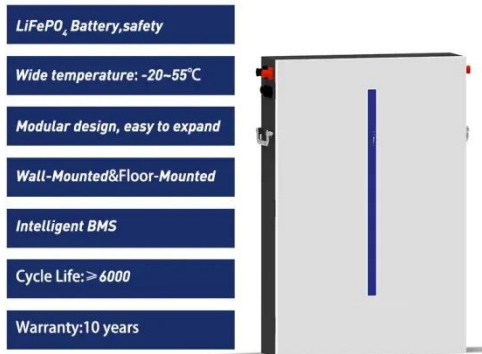 LiFePO4 Battery,safety
Wide temperature: -20~55℃
Modular design, easy to expand
Wall-Mounted&Floor-Mounted
Intelligent BMS
Cycle Life:≥6000
Warranty:10 years